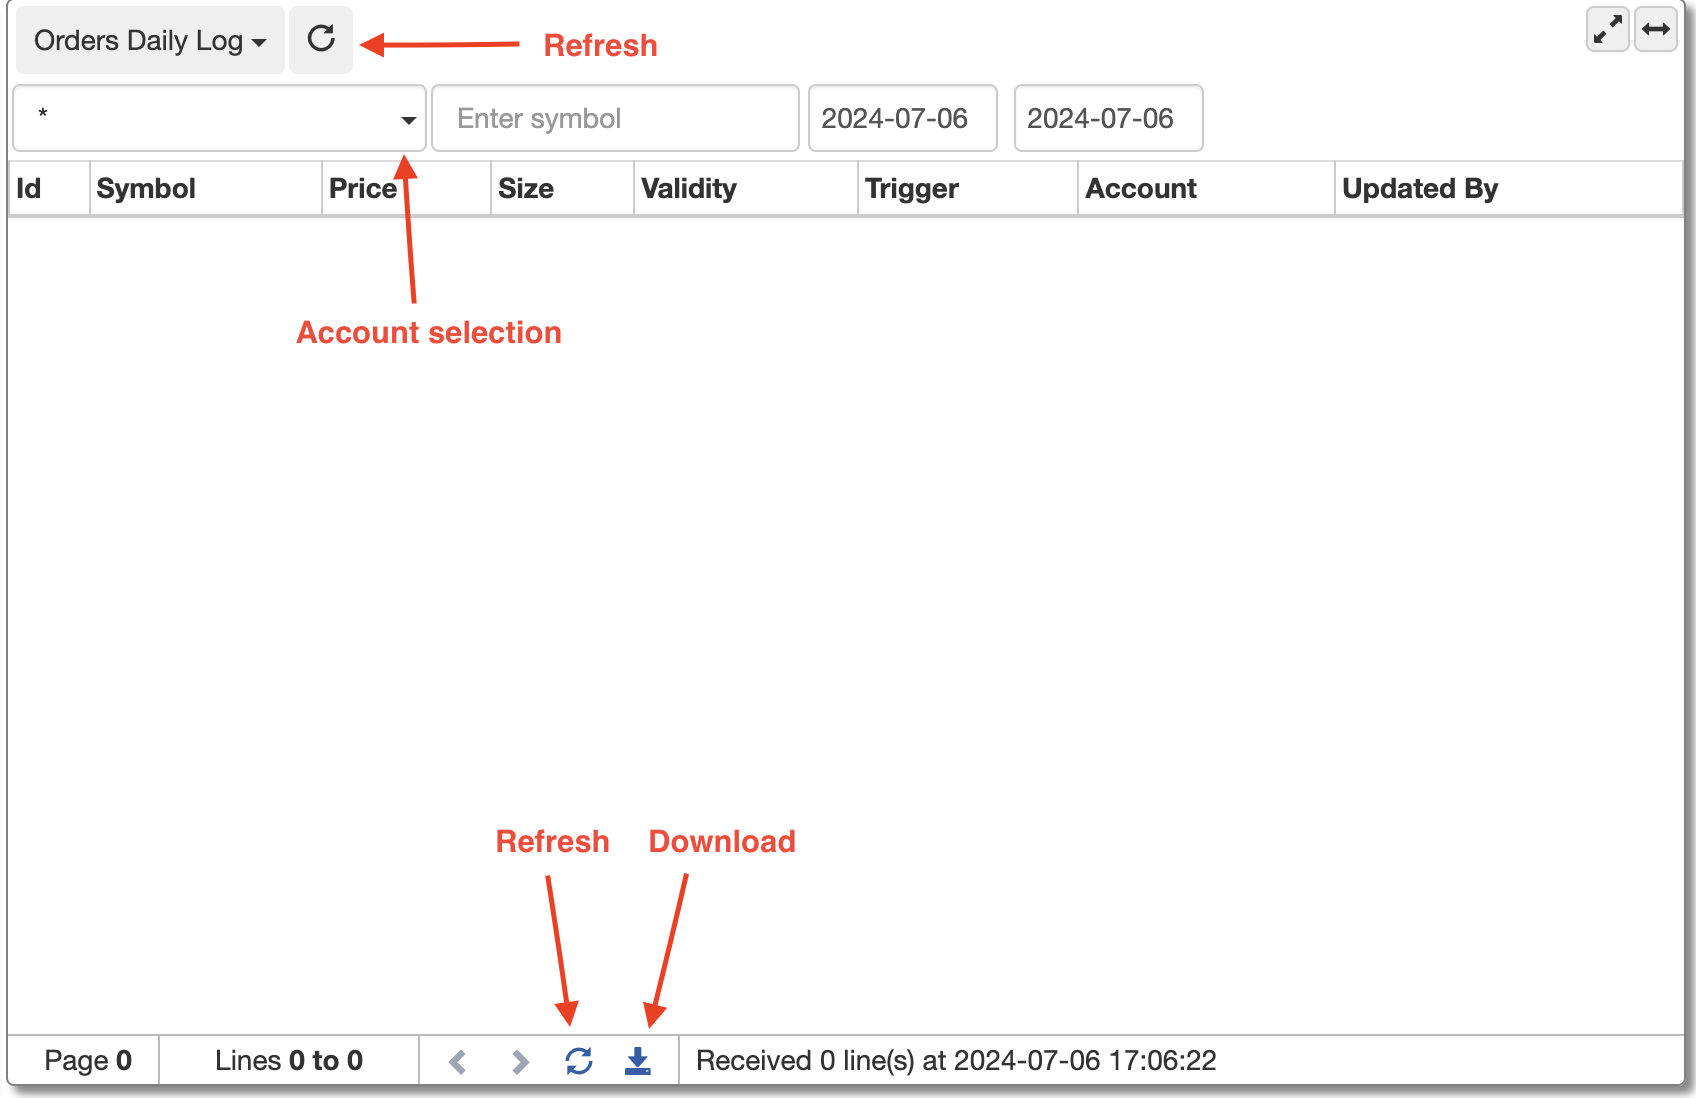 Orders Daily Log
Refresh
*
Enter symbol
2024-07-06
2024-07-06
Id
Symbol
Price
Size
Validity
Trigger
Account
Updated By
Account selection
Refresh
Download
Page 0
Lines 0 to 0
Received 0 line(s) at 2024-07-06 17:06:22